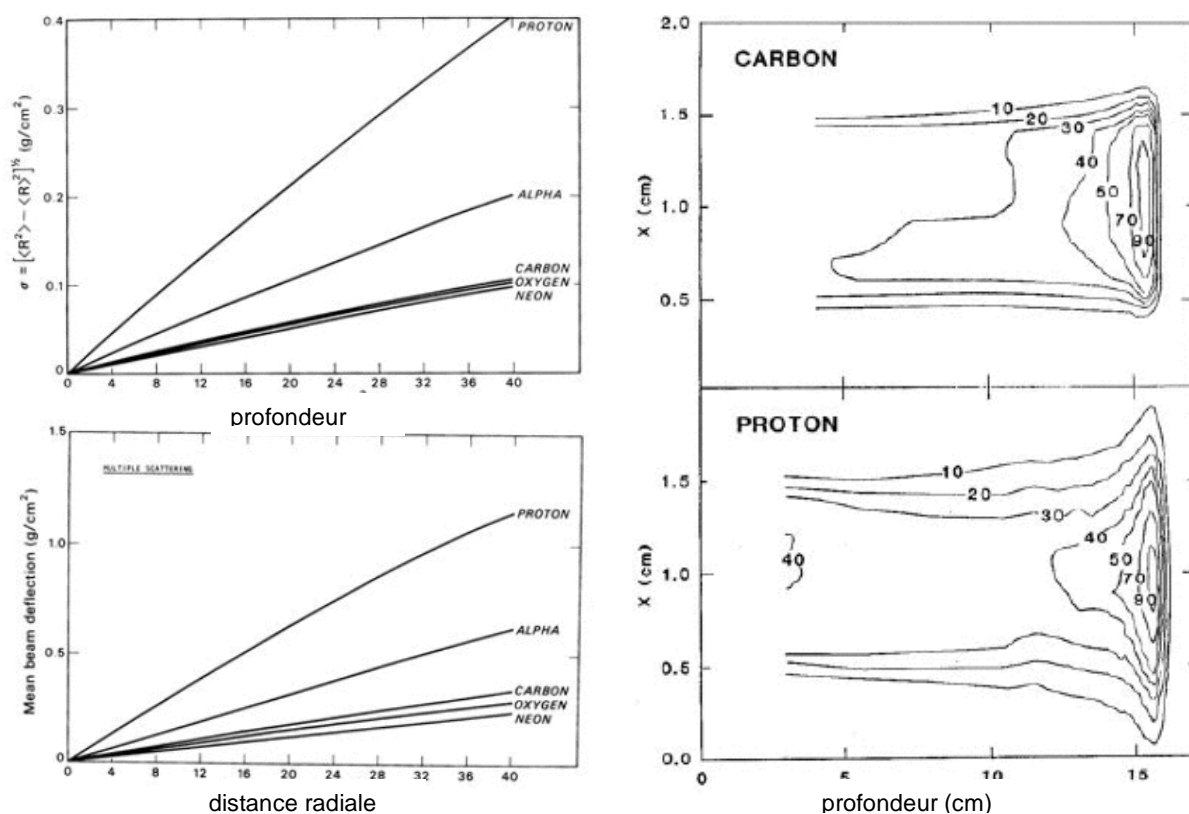 0.4
PROTON
0.3
σ = [⟨R²⟩ − ⟨R⟩²]^½ (g/cm²)
0.2
ALPHA
0.1
CARBON
OXYGEN
NEON
0
0 4 8 12 16 20 24 28 32 36 40
profondeur
1.5
MULTIPLE SCATTERING
PROTON
1.0
Mean beam deflection (g/cm²)
ALPHA
0.5
CARBON
OXYGEN
NEON
0
0 4 8 12 16 20 24 28 32 36 40
distance radiale
2.0
CARBON
10
20
30
1.5
40
50
X (cm)
1.0
70
90
0.5
PROTON
10
20
1.5
30
40
50
X (cm)
40
1.0
70
90
0.5
0.0
0 5 10 15
profondeur (cm)